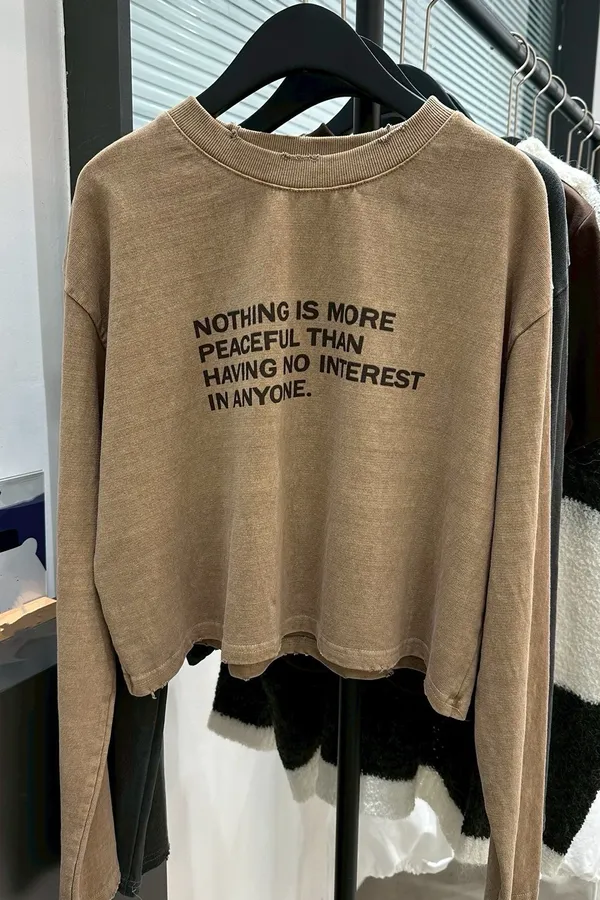 NOTHING IS MORE
PEACEFUL THAN
HAVING NO INTEREST
IN ANYONE.